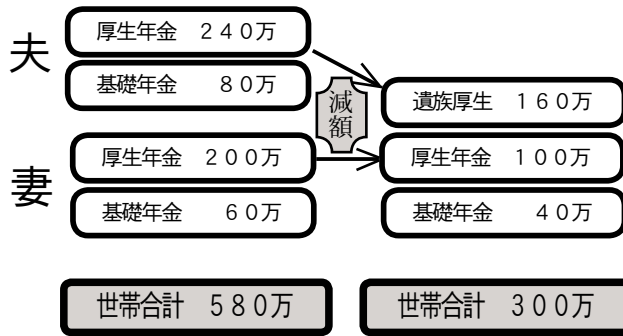 夫
厚生年金　２４０万
基礎年金　　８０万
減額
遺族厚生　１６０万
妻
厚生年金　２００万
厚生年金　１００万
基礎年金　　６０万
基礎年金　　４０万
世帯合計　５８０万
世帯合計　３００万